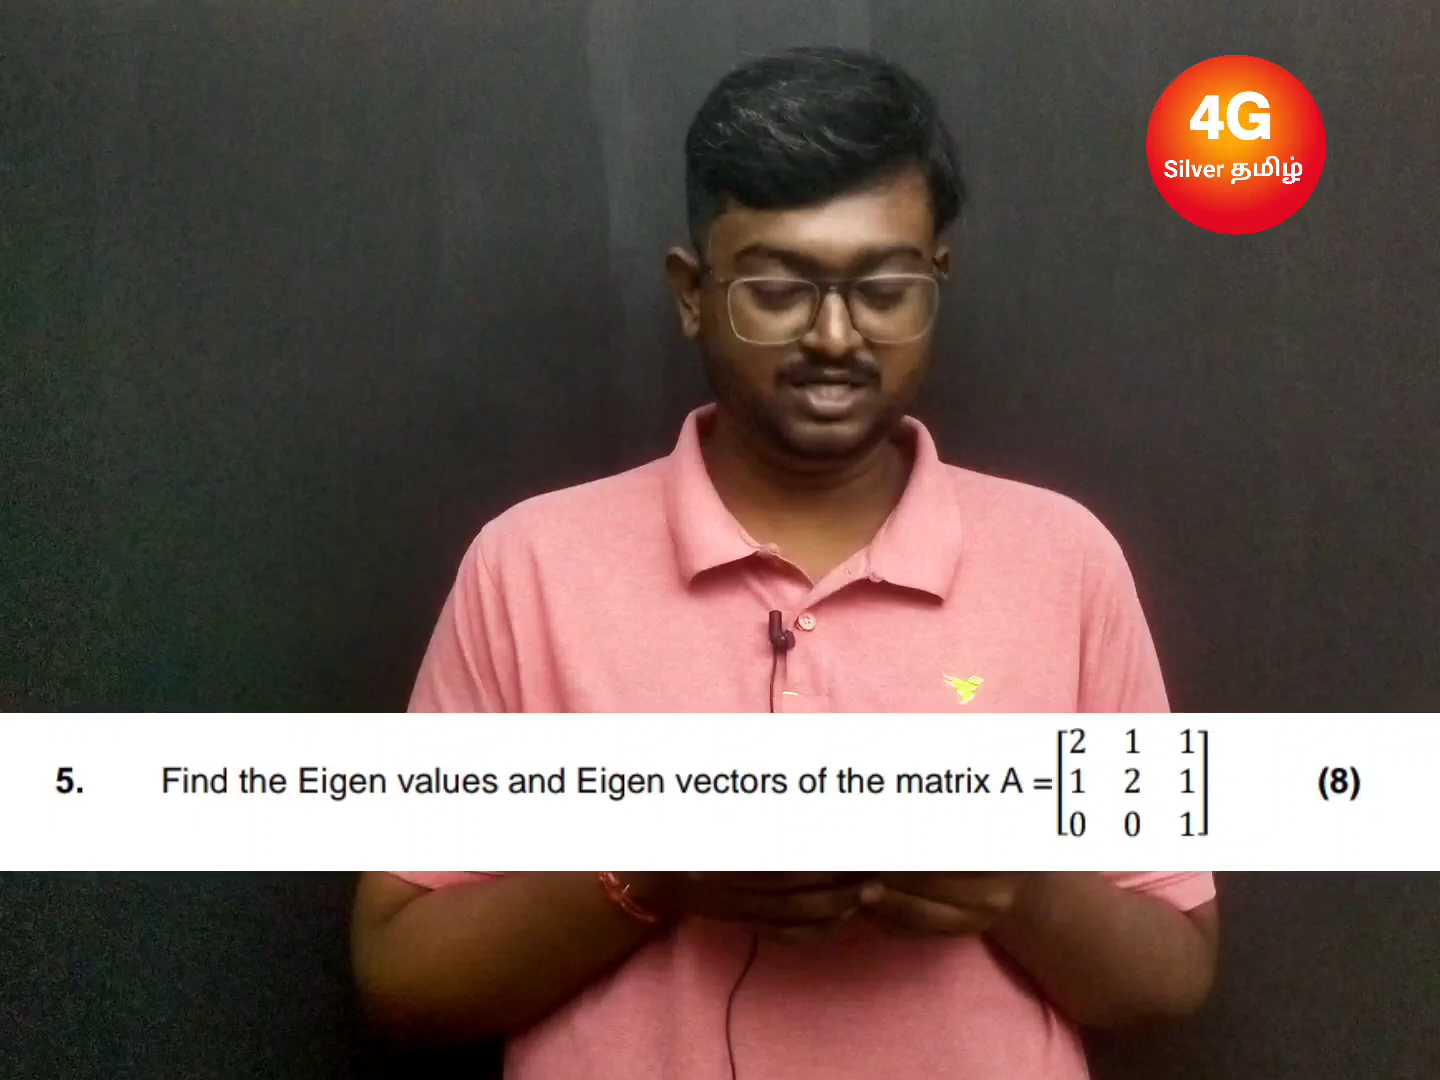 4G
Silver தமிழ்
5. Find the Eigen values and Eigen vectors of the matrix A = [2 1 1
1 2 1
0 0 1] (8)